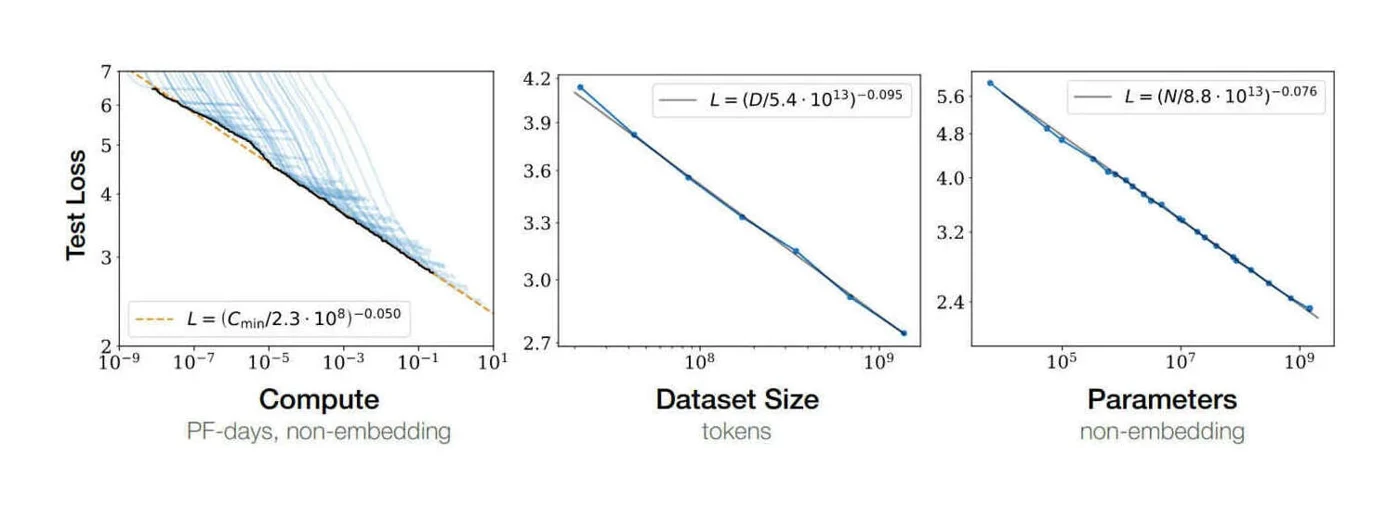 Test Loss
7
6
5
4
3
2
L = (C_min/2.3 · 10^8)^−0.050
10^−9 10^−7 10^−5 10^−3 10^−1 10^1
Compute
PF-days, non-embedding
4.2
3.9
3.6
3.3
3.0
2.7
L = (D/5.4 · 10^13)^−0.095
10^8 10^9
Dataset Size
tokens
5.6
4.8
4.0
3.2
2.4
L = (N/8.8 · 10^13)^−0.076
10^5 10^7 10^9
Parameters
non-embedding